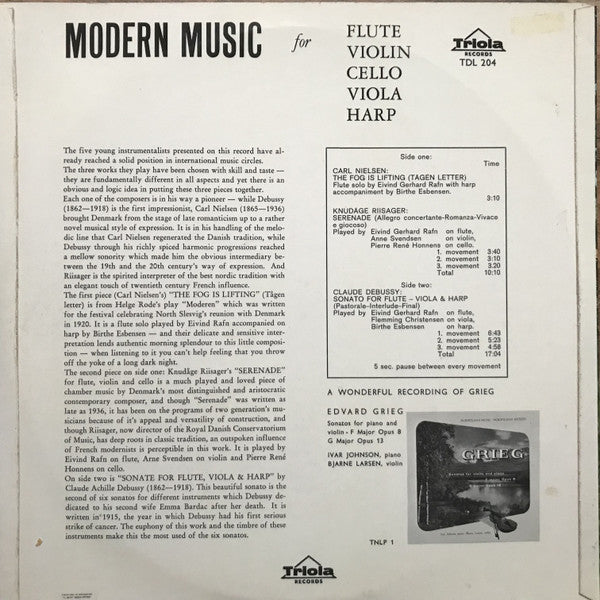 MODERN MUSIC for FLUTE
VIOLIN
CELLO
VIOLA
HARP
Triola
RECORDS
TDL 204
The five young instrumentalists presented on this record have al-
ready reached a solid position in international music circles.
The three works they play have been chosen with skill and taste —
they are fundamentally different in all aspects and yet there is an
obvious and logic idea in putting these three pieces together.
Each one of the composers is in his way a pioneer — while Debussy
(1862—1918) is the first impressionist, Carl Nielsen (1865—1936)
brought Denmark from the stage of late romanticism up to a rather
novel musical style of expression. It is in his handling of the melo-
dic line that Carl Nielsen regenerated the Danish tradition, while
Debussy through his richly spiced harmonic progressions reached
a mellow sonority which made him the obvious intermediary be-
tween the 19th and the 20th century's way of expression. And
Riisager is the spirited interpreter of the best nordic tradition with
an elegant touch of twentieth century French influence.
The first piece (Carl Nielsen's) "THE FOG IS LIFTING" (Tågen
letter) is from Helge Rode's play "Moderen" which was written
for the festival celebrating North Slesvig's reunion with Denmark
in 1920. It is a flute solo played by Eivind Rafn accompanied on
harp by Birthe Esbensen — and their delicate and sensitive inter-
pretation lends authentic morning splendour to this little composi-
tion — when listening to it you can't help feeling that you throw
off the yoke of a long dark night.
The second piece on side one: Knudåge Riisager's "SERENADE"
for flute, violin and cello is a much played and loved piece of
chamber music by Denmark's most distinguished and aristocratic
contemporary composer, and though "Serenade" was written as
late as 1936, it has been on the programs of two generation's mu-
sicians because of it's appeal and versatility of construction, and
though Riisager, now director of the Royal Danish Conservatorium
of Music, has deep roots in classic tradition, an outspoken influence
of French modernists is perceptible in this work. It is played by
Eivind Rafn on flute, Arne Svendsen on violin and Pierre René
Honnens on cello.
On side two is "SONATE FOR FLUTE, VIOLA & HARP" by
Claude Achille Debussy (1862—1918). This beautiful sonato is the
second of six sonatos for different instruments which Debussy de-
dicated to his second wife Emma Bardac after her death. It is
written in 1915, the year in which Debussy had his first serious
strike of cancer. The euphony of this work and the timbre of these
instruments make this the most used of the six sonatos.
Side one:
Time
CARL NIELSEN:
THE FOG IS LIFTING (TAGEN LETTER)
Flute solo by Eivind Gerhard Rafn with harp
accompaniment by Birthe Esbensen.
3:10
KNUDAGE RIISAGER:
SERENADE (Allegro concertante-Romanza-Vivace
e giocoso)
Played by Eivind Gerhard Rafn on flute,
Anne Svendsen on violin,
Pierre René Honnens on cello.
1. movement 3:40
2. movement 3:10
3. movement 3.20
Total 10:10
Side two:
CLAUDE DEBUSSY:
SONATO FOR FLUTE – VIOLA & HARP
(Pastorale-Interlude-Final)
Played by Eivind Gerhard Rafn on flute,
Flemming Christensen on viola,
Birthe Esbensen on harp.
1. movement 6:43
2. movement 5:23
3. movement 4:58
Total 17:04
5 sec. pause between every movement
A WONDERFUL RECORDING OF GRIEG
EDVARD GRIEG
Sonatos for piano and
violin - F Major Opus 8
G Major Opus 13
IVAR JOHNSON, piano
BJARNE LARSEN, violin
GRIEG
TNLP 1
Triola
RECORDS